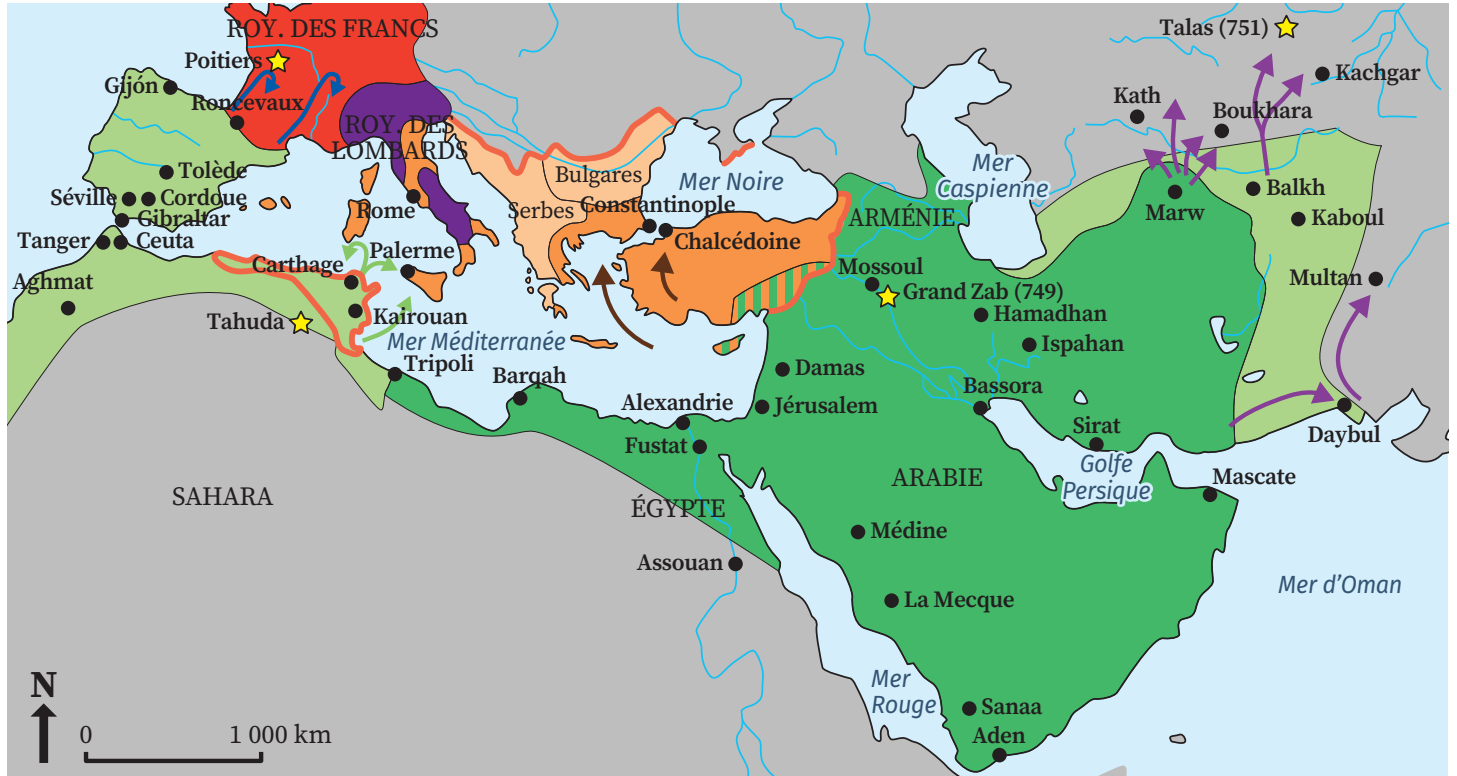 ROY. DES FRANCS
Talas (751)
Poitiers
Kachgar
Gijón
Roncevaux
Kath
Boukhara
ROY. DES
LOMBARDS
Mer
Caspienne
Bulgares
Mer Noire
Tolède
Séville
Cordoue
Serbes
Rome
Constantinople
ARMÉNIE
Marw
Balkh
Gibraltar
Kaboul
Tanger
Ceuta
Chalcédoine
Palerme
Carthage
Mossoul
Aghmat
Multan
Grand Zab (749)
Tahuda
Kairouan
Hamadhan
Mer Méditerranée
Ispahan
Tripoli
Damas
Barqah
Bassora
Alexandrie
Jérusalem
Sirat
Daybul
Fustat
Golfe
Persique
ARABIE
Mascate
SAHARA
ÉGYPTE
Médine
Assouan
Mer d'Oman
La Mecque
Mer
Rouge
N
Sanaa
0
1 000 km
Aden